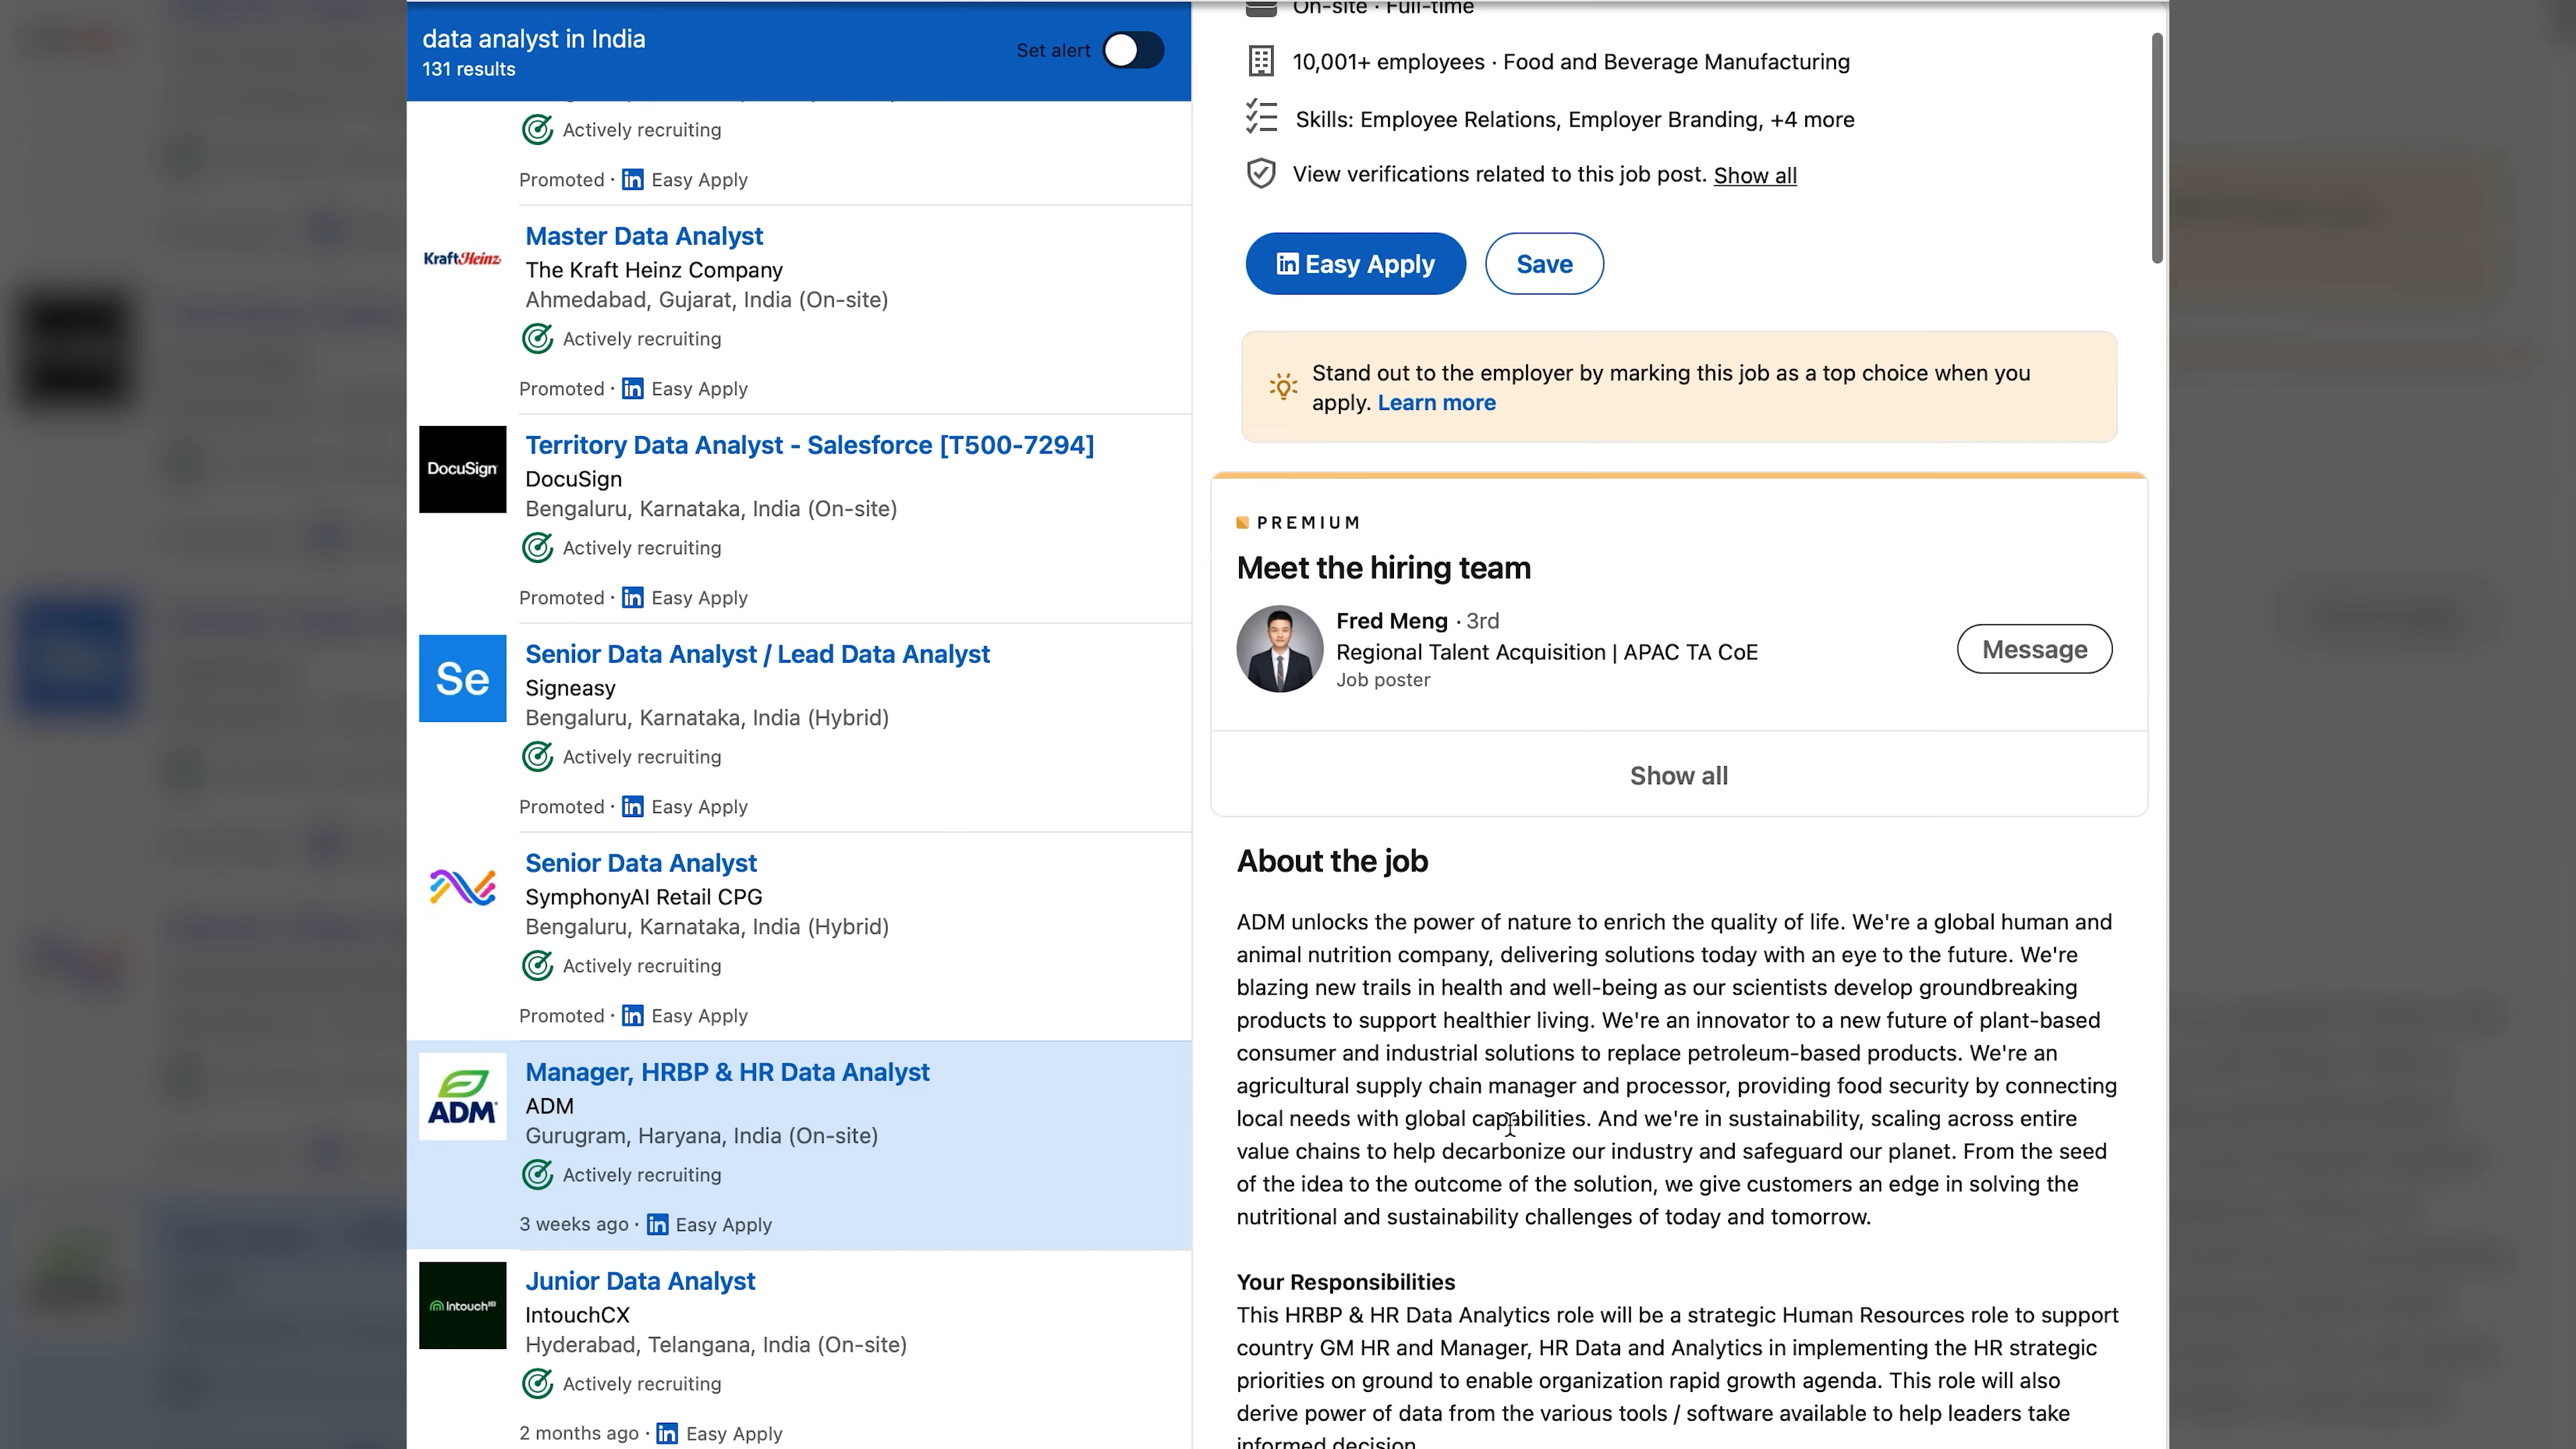 data analyst in India
131 results
Set alert
Actively recruiting
Promoted · in Easy Apply
KraftHeinz
Master Data Analyst
The Kraft Heinz Company
Ahmedabad, Gujarat, India (On-site)
Actively recruiting
Promoted · in Easy Apply
DocuSign
Territory Data Analyst - Salesforce [T500-7294]
DocuSign
Bengaluru, Karnataka, India (On-site)
Actively recruiting
Promoted · in Easy Apply
Se
Senior Data Analyst / Lead Data Analyst
Signeasy
Bengaluru, Karnataka, India (Hybrid)
Actively recruiting
Promoted · in Easy Apply
Senior Data Analyst
SymphonyAI Retail CPG
Bengaluru, Karnataka, India (Hybrid)
Actively recruiting
Promoted · in Easy Apply
ADM
Manager, HRBP & HR Data Analyst
ADM
Gurugram, Haryana, India (On-site)
Actively recruiting
3 weeks ago · in Easy Apply
Intouch
Junior Data Analyst
IntouchCX
Hyderabad, Telangana, India (On-site)
Actively recruiting
2 months ago · in Easy Apply
On-site · Full-time
10,001+ employees · Food and Beverage Manufacturing
Skills: Employee Relations, Employer Branding, +4 more
View verifications related to this job post. Show all
in Easy Apply
Save
Stand out to the employer by marking this job as a top choice when you
apply. Learn more
PREMIUM
Meet the hiring team
Fred Meng · 3rd
Regional Talent Acquisition | APAC TA CoE
Job poster
Message
Show all
About the job
ADM unlocks the power of nature to enrich the quality of life. We're a global human and
animal nutrition company, delivering solutions today with an eye to the future. We're
blazing new trails in health and well-being as our scientists develop groundbreaking
products to support healthier living. We're an innovator to a new future of plant-based
consumer and industrial solutions to replace petroleum-based products. We're an
agricultural supply chain manager and processor, providing food security by connecting
local needs with global capabilities. And we're in sustainability, scaling across entire
value chains to help decarbonize our industry and safeguard our planet. From the seed
of the idea to the outcome of the solution, we give customers an edge in solving the
nutritional and sustainability challenges of today and tomorrow.
Your Responsibilities
This HRBP & HR Data Analytics role will be a strategic Human Resources role to support
country GM HR and Manager, HR Data and Analytics in implementing the HR strategic
priorities on ground to enable organization rapid growth agenda. This role will also
derive power of data from the various tools / software available to help leaders take
informed decision